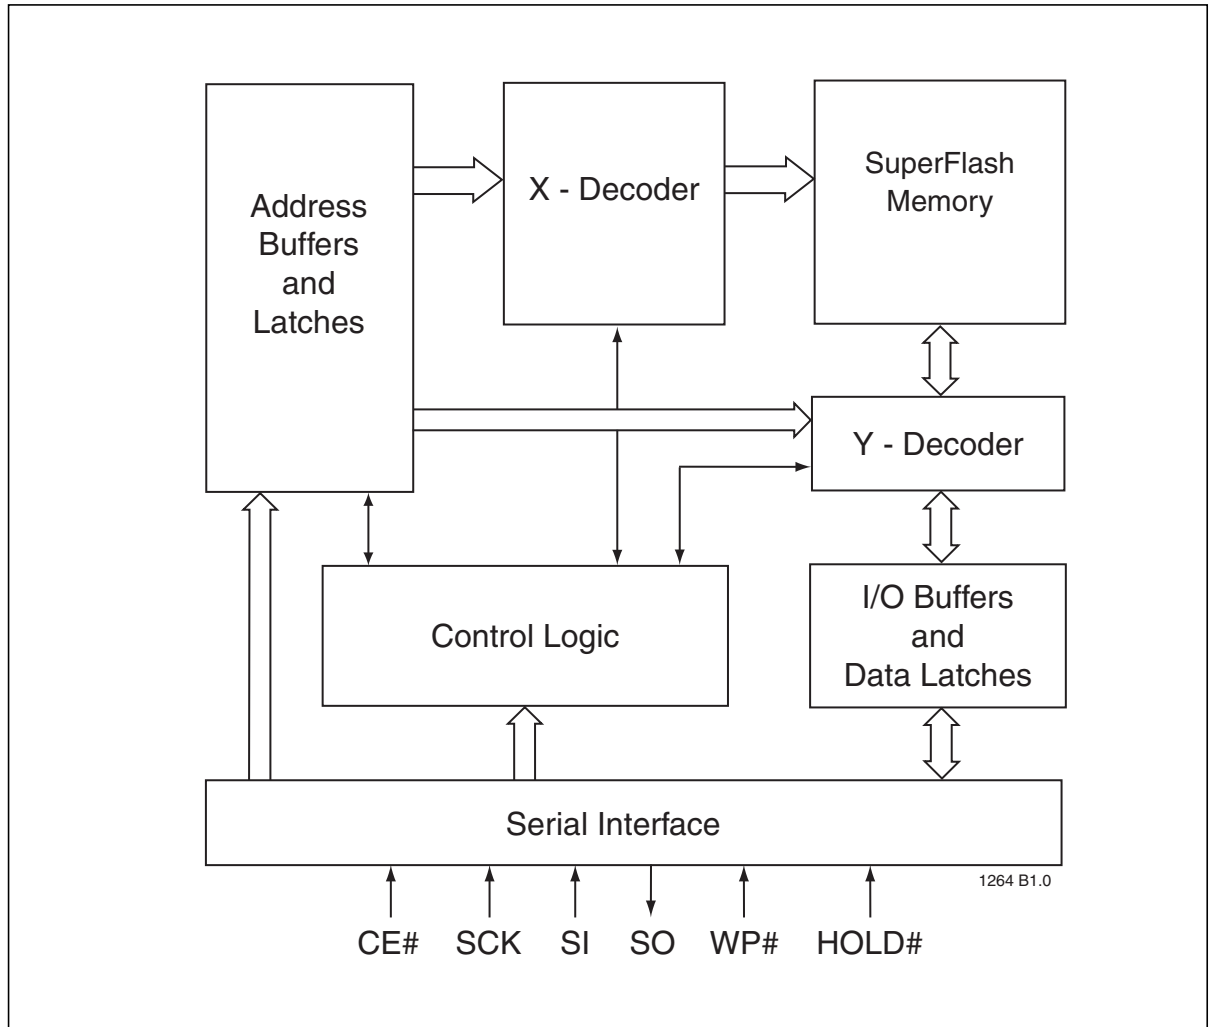 Address
Buffers
and
Latches
X - Decoder
SuperFlash
Memory
Y - Decoder
Control Logic
I/O Buffers
and
Data Latches
Serial Interface
1264 B1.0
CE# SCK SI SO WP# HOLD#